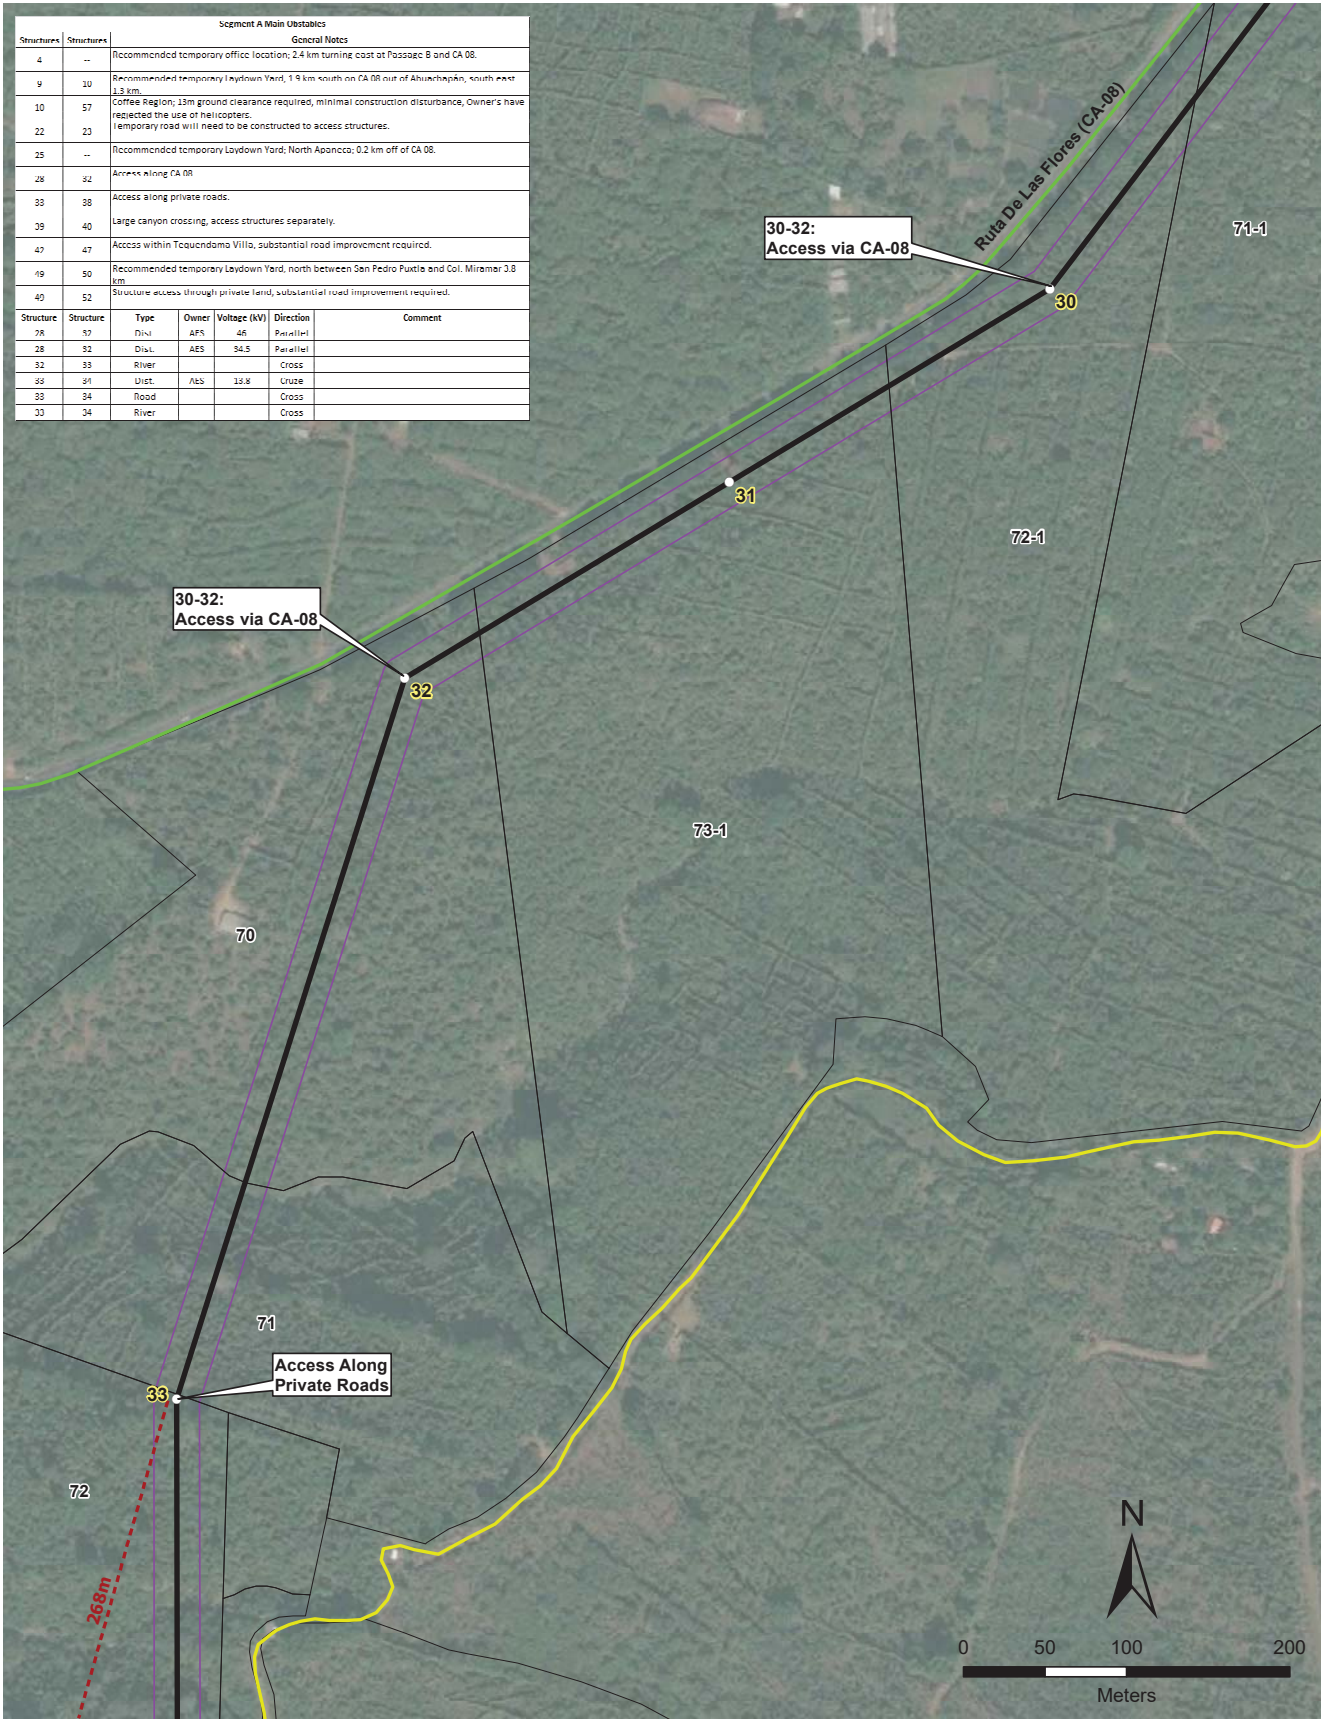 Segment A Main Obstables
Structures Structures General Notes
4 -- Recommended temporary office location; 2.4 km turning east at Passage B and CA 08.
9 10 Recommended temporary Laydown Yard, 1.9 km south on CA 08 out of Ahuachapán, south east
1.3 km.
10 57 Coffee Region; 13m ground clearance required, minimal construction disturbance, Owner's have
rejected the use of helicopters.
22 23 Temporary road will need to be constructed to access structures.
25 -- Recommended temporary Laydown Yard; North Apaneca; 0.2 km off of CA 08.
28 32 Access along CA 08
33 38 Access along private roads.
39 40 Large canyon crossing, access structures separately.
42 47 Access within Tequendama Villa, substantial road improvement required.
49 50 Recommended temporary Laydown Yard, north between San Pedro Puxtla and Col. Miramar 3.8
km
49 52 Structure access through private land, substantial road improvement required.
Structure Structure Type Owner Voltage (kV) Direction Comment
28 32 Dist. AES 46 Parallel
28 32 Dist. AES 34.5 Parallel
32 33 River Cross
33 34 Dist. AES 13.8 Cruze
33 34 Road Cross
33 34 River Cross
Ruta De Las Flores (CA-08)
30-32:
Access via CA-08
71-1
30
31
72-1
30-32:
Access via CA-08
32
73-1
70
71
Access Along
Private Roads
33
72
268m
N
0 50 100 200
Meters